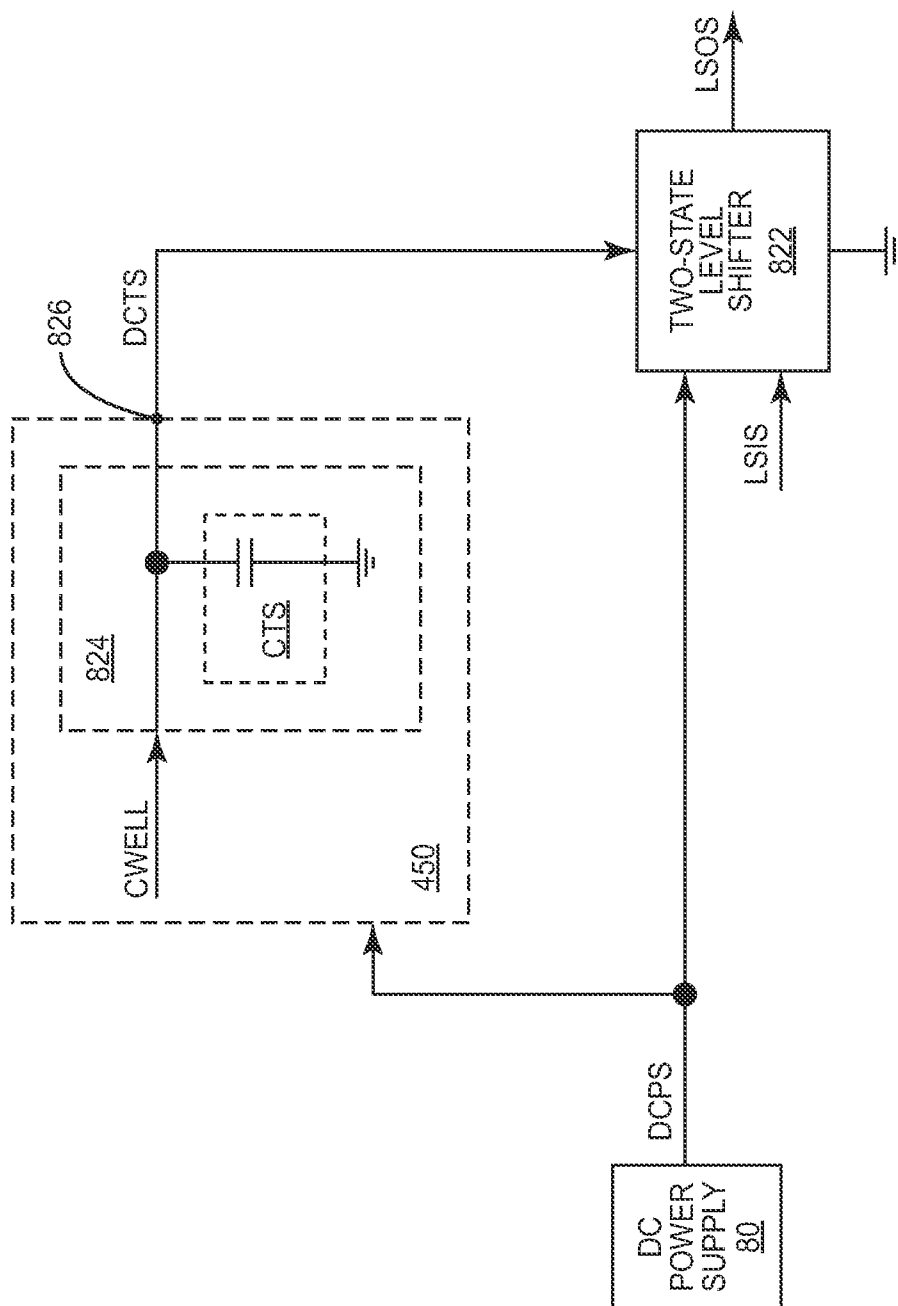 DC
POWER
SUPPLY
80
DCPS
450
CWELL
824
CTS
826
DCTS
LSIS
TWO-STATE
LEVEL
SHIFTER
822
LSOS